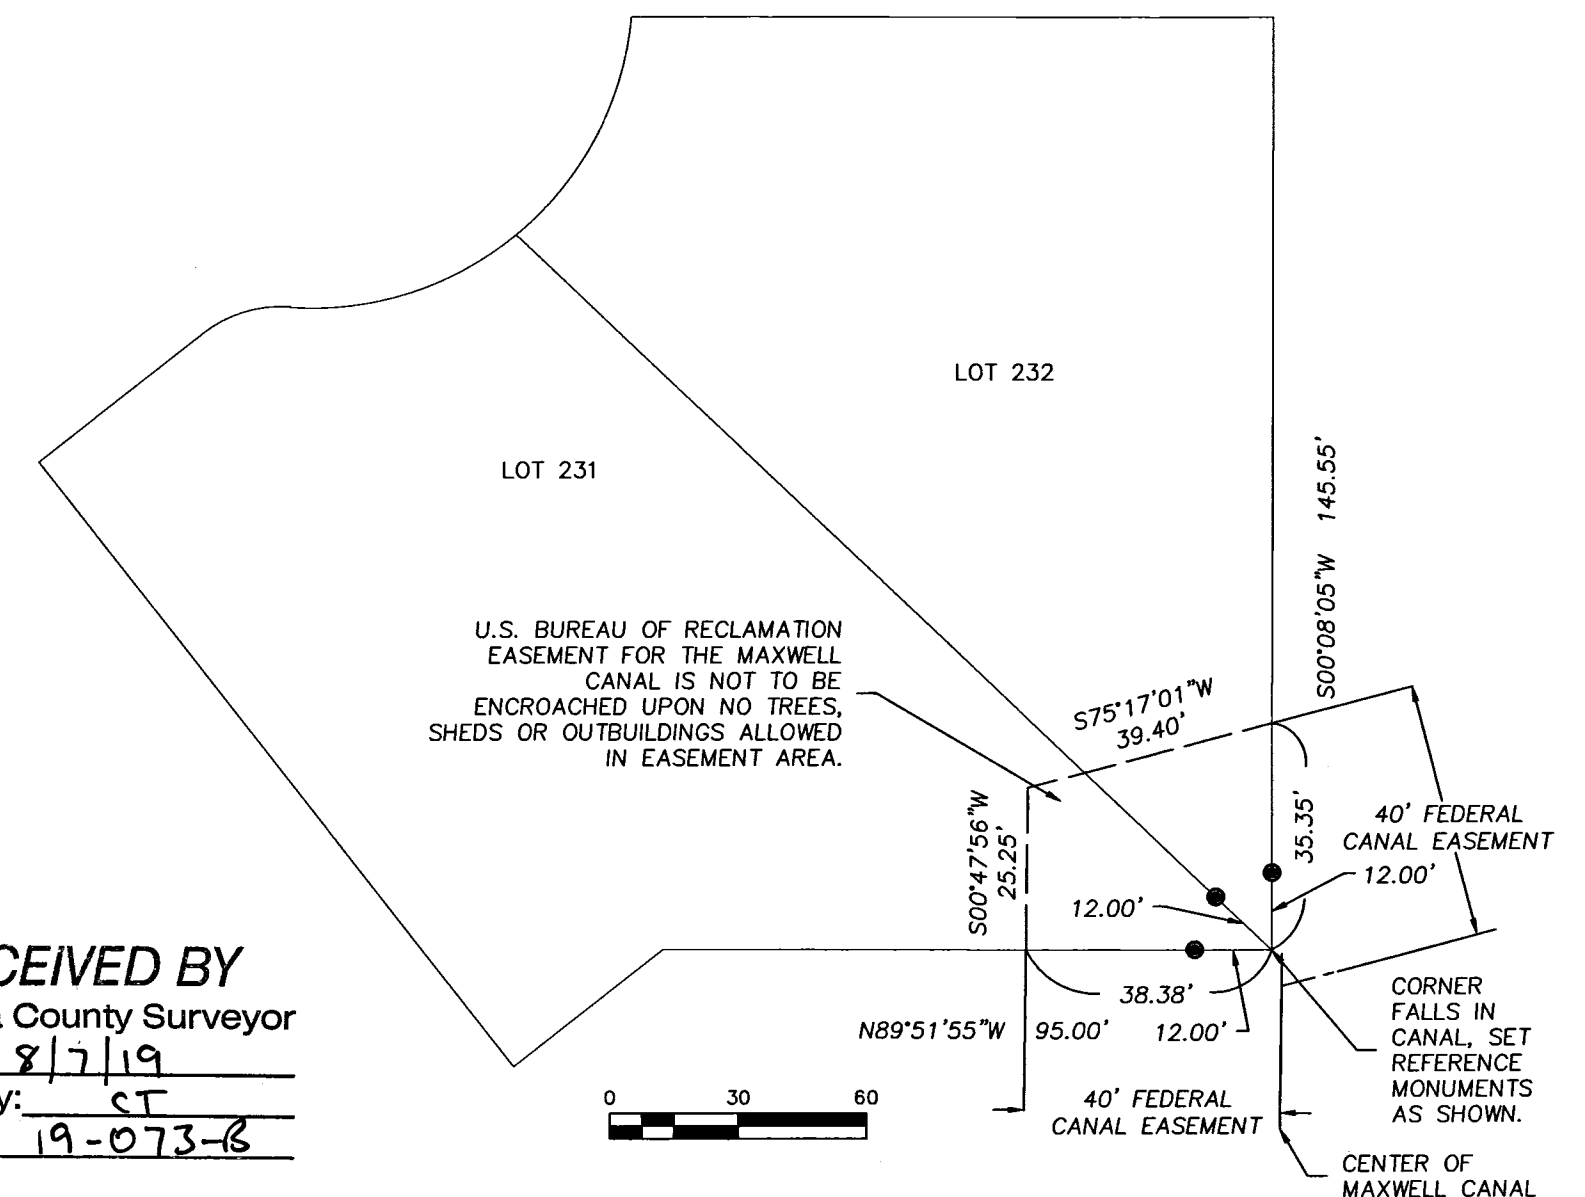 LOT 232
LOT 231
S00°08'05"W 145.55'
U.S. BUREAU OF RECLAMATION
EASEMENT FOR THE MAXWELL
CANAL IS NOT TO BE
ENCROACHED UPON NO TREES,
SHEDS OR OUTBUILDINGS ALLOWED
IN EASEMENT AREA.
S75°17'01"W
39.40'
S00°47'56"W
25.25'
35.35'
40' FEDERAL
CANAL EASEMENT
12.00'
12.00'
38.38'
N89°51'55"W 95.00'
12.00'
CORNER
FALLS IN
CANAL, SET
REFERENCE
MONUMENTS
AS SHOWN.
40' FEDERAL
CANAL EASEMENT
CENTER OF
MAXWELL CANAL
0 30 60
CEIVED BY
County Surveyor
8/7/19
y: CT
19-073-B